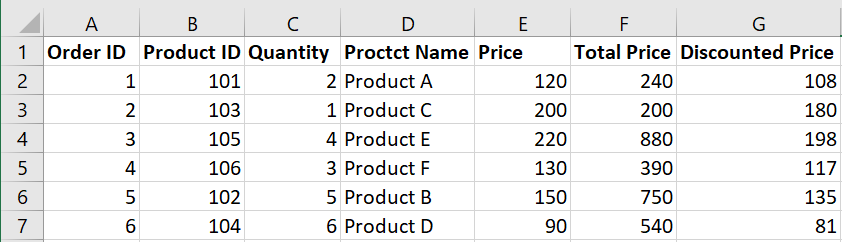 A B C D E F G
1 Order ID Product ID Quantity Proctct Name Price Total Price Discounted Price
2 1 101 2 Product A 120 240 108
3 2 103 1 Product C 200 200 180
4 3 105 4 Product E 220 880 198
5 4 106 3 Product F 130 390 117
6 5 102 5 Product B 150 750 135
7 6 104 6 Product D 90 540 81